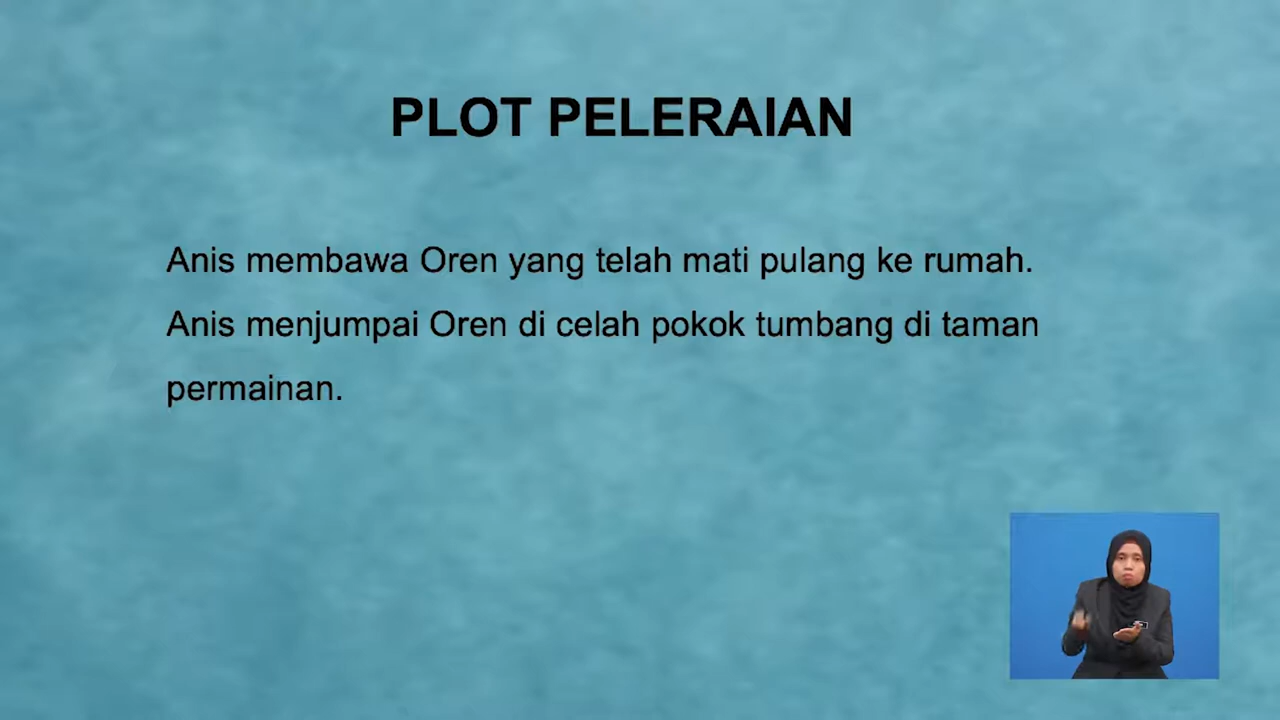 PLOT PELERAIAN
Anis membawa Oren yang telah mati pulang ke rumah.
Anis menjumpai Oren di celah pokok tumbang di taman
permainan.